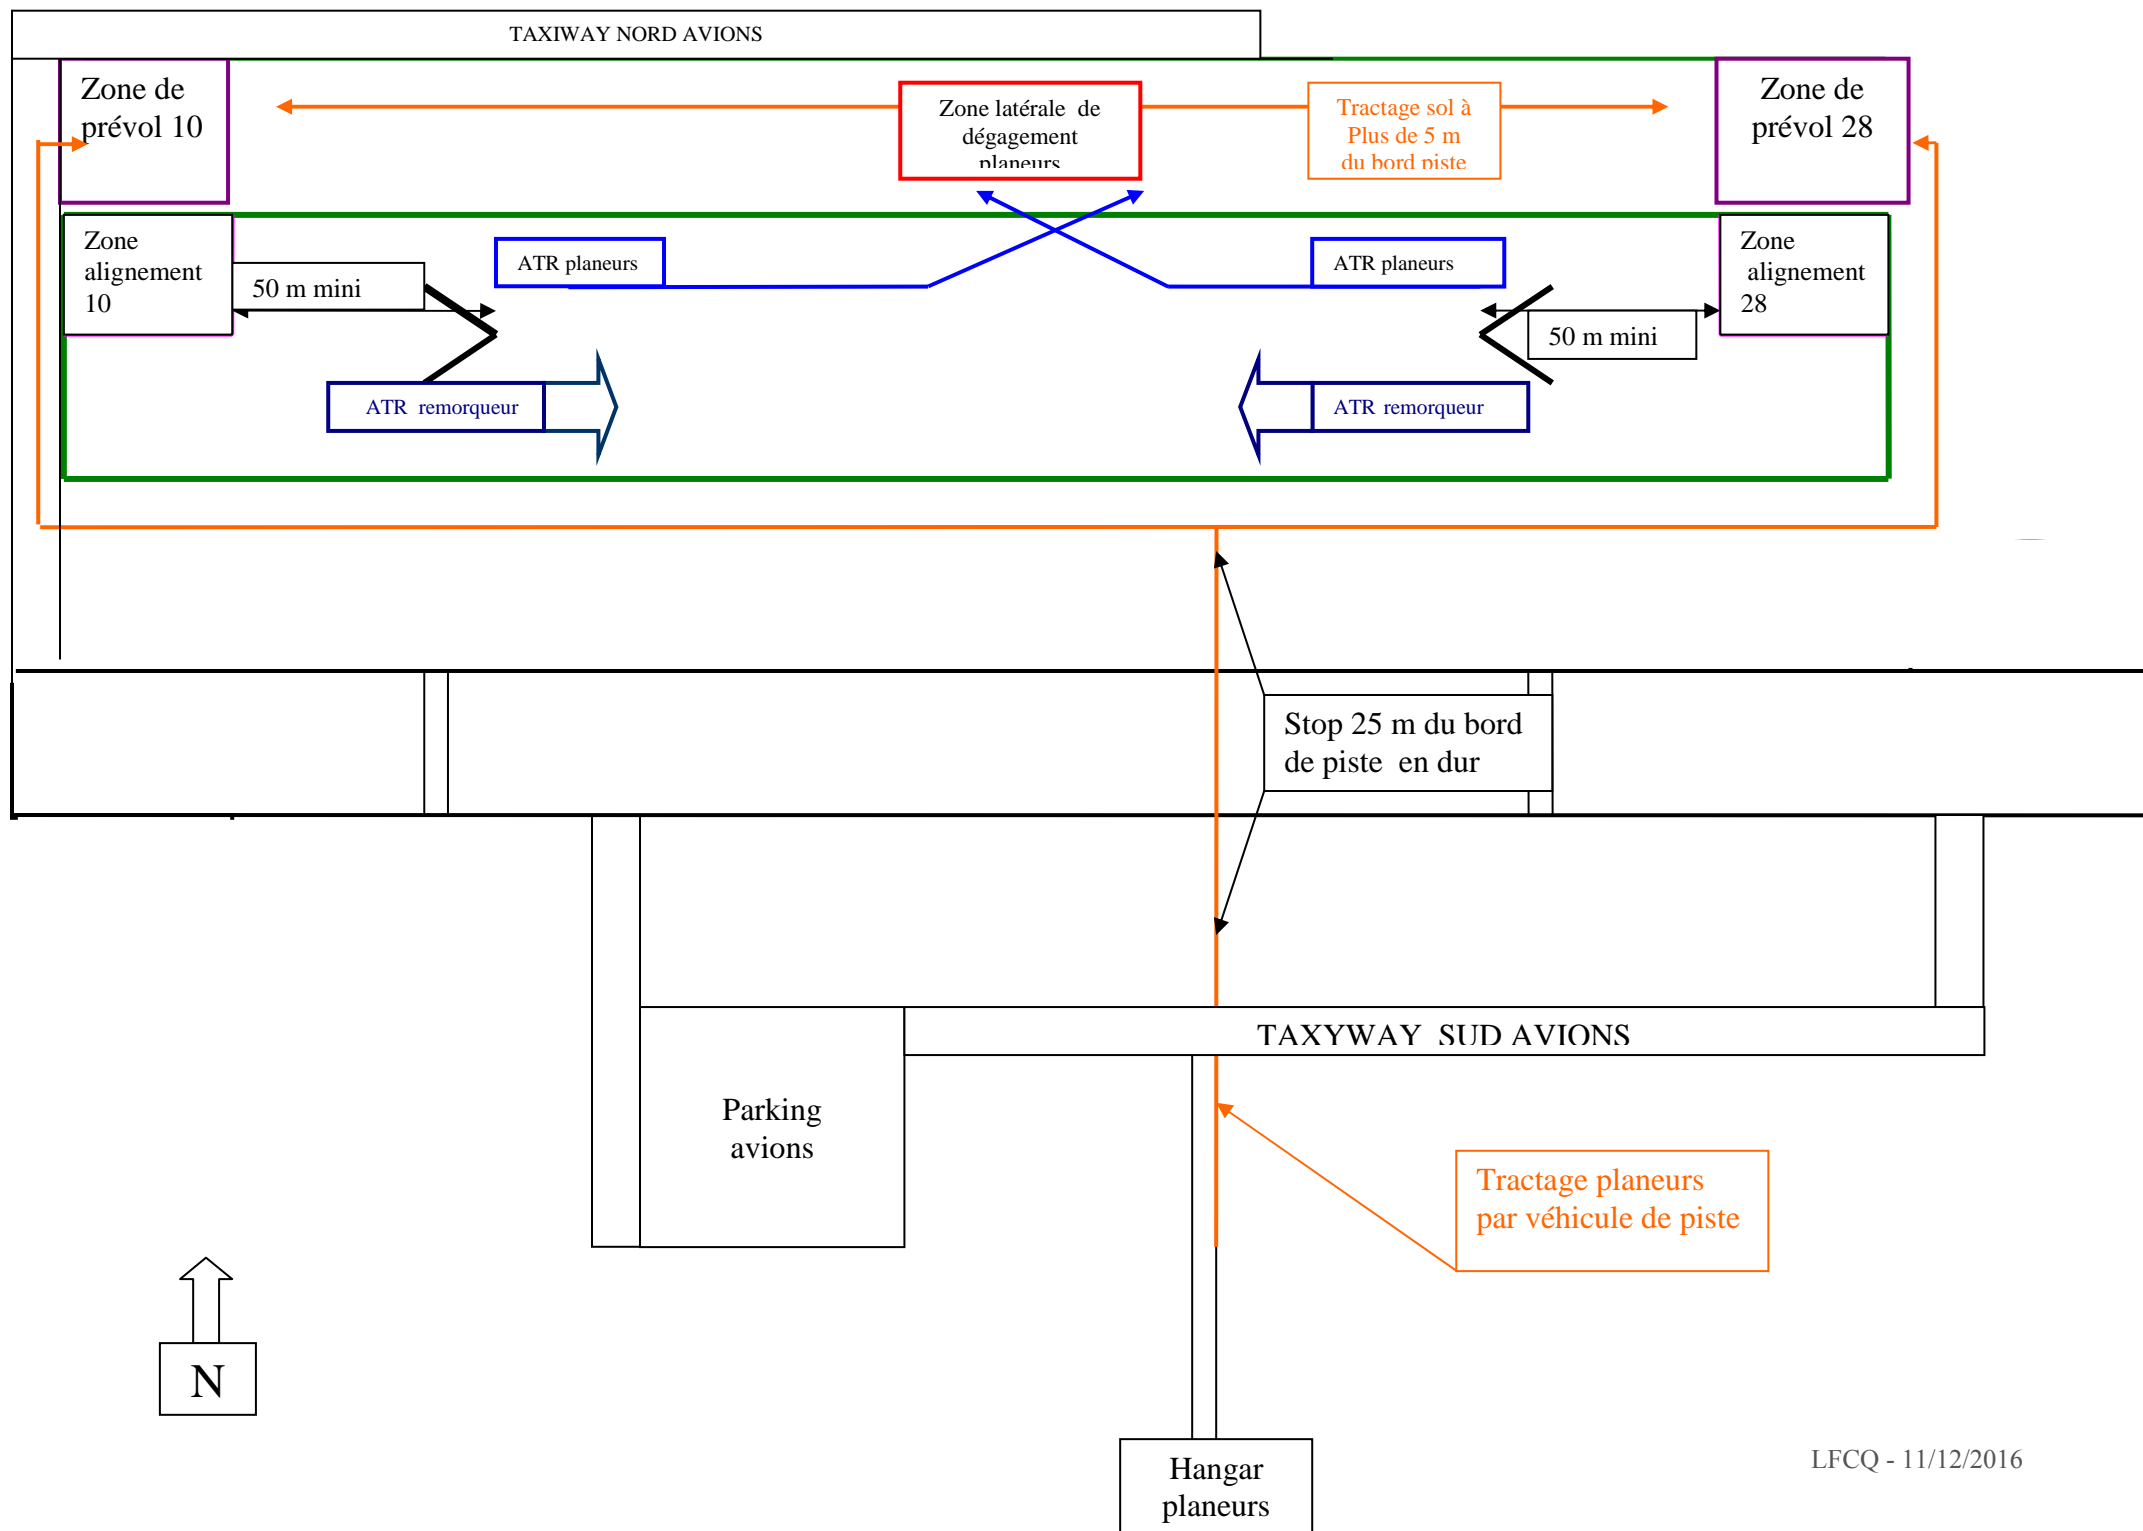 TAXIWAY NORD AVIONS
Zone de
prévol 10
Zone latérale de
dégagement
planeurs
Tractage sol à
Plus de 5 m
du bord piste
Zone de
prévol 28
Zone
alignement
10
50 m mini
ATR planeurs
ATR planeurs
Zone
alignement
28
50 m mini
ATR remorqueur
ATR remorqueur
Stop 25 m du bord
de piste en dur
TAXYWAY SUD AVIONS
Parking
avions
Tractage planeurs
par véhicule de piste
N
Hangar
planeurs
LFCQ - 11/12/2016